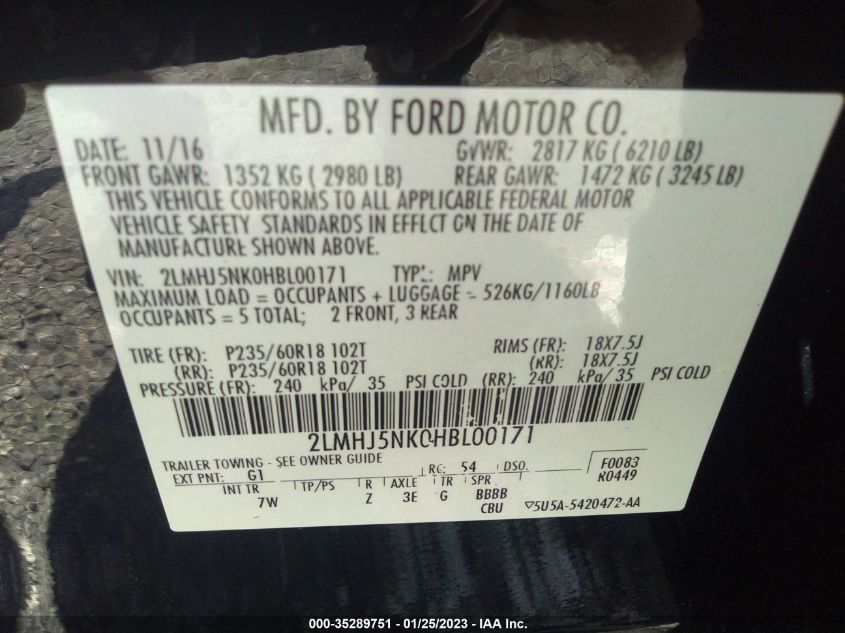 MFD. BY FORD MOTOR CO.
DATE: 11/16 GVWR: 2817 KG ( 6210 LB)
FRONT GAWR: 1352 KG ( 2980 LB) REAR GAWR: 1472 KG ( 3245 LB)
THIS VEHICLE CONFORMS TO ALL APPLICABLE FEDERAL MOTOR
VEHICLE SAFETY STANDARDS IN EFFECT ON THE DATE OF
MANUFACTURE SHOWN ABOVE.
VIN: 2LMHJ5NK0HBL00171 TYPE: MPV
MAXIMUM LOAD = OCCUPANTS + LUGGAGE = 526KG/1160LB
OCCUPANTS = 5 TOTAL; 2 FRONT, 3 REAR
TIRE (FR): P235/60R18 102T RIMS (FR): 18X7.5J
(RR): P235/60R18 102T (RR): 18X7.5J
PRESSURE (FR): 240 kPa/ 35 PSI COLD (RR): 240 kPa/ 35 PSI COLD
2LMHJ5NK0HBL00171
TRAILER TOWING - SEE OWNER GUIDE
EXT PNT: G1 RC: 54 DSO: F0083
R0449
INT TR TP/PS R AXLE TR SPR
7W Z 3E G BBBB
CBU ▽5U5A-5420472-AA
000-35289751 — 01/25/2023 — IAA Inc.